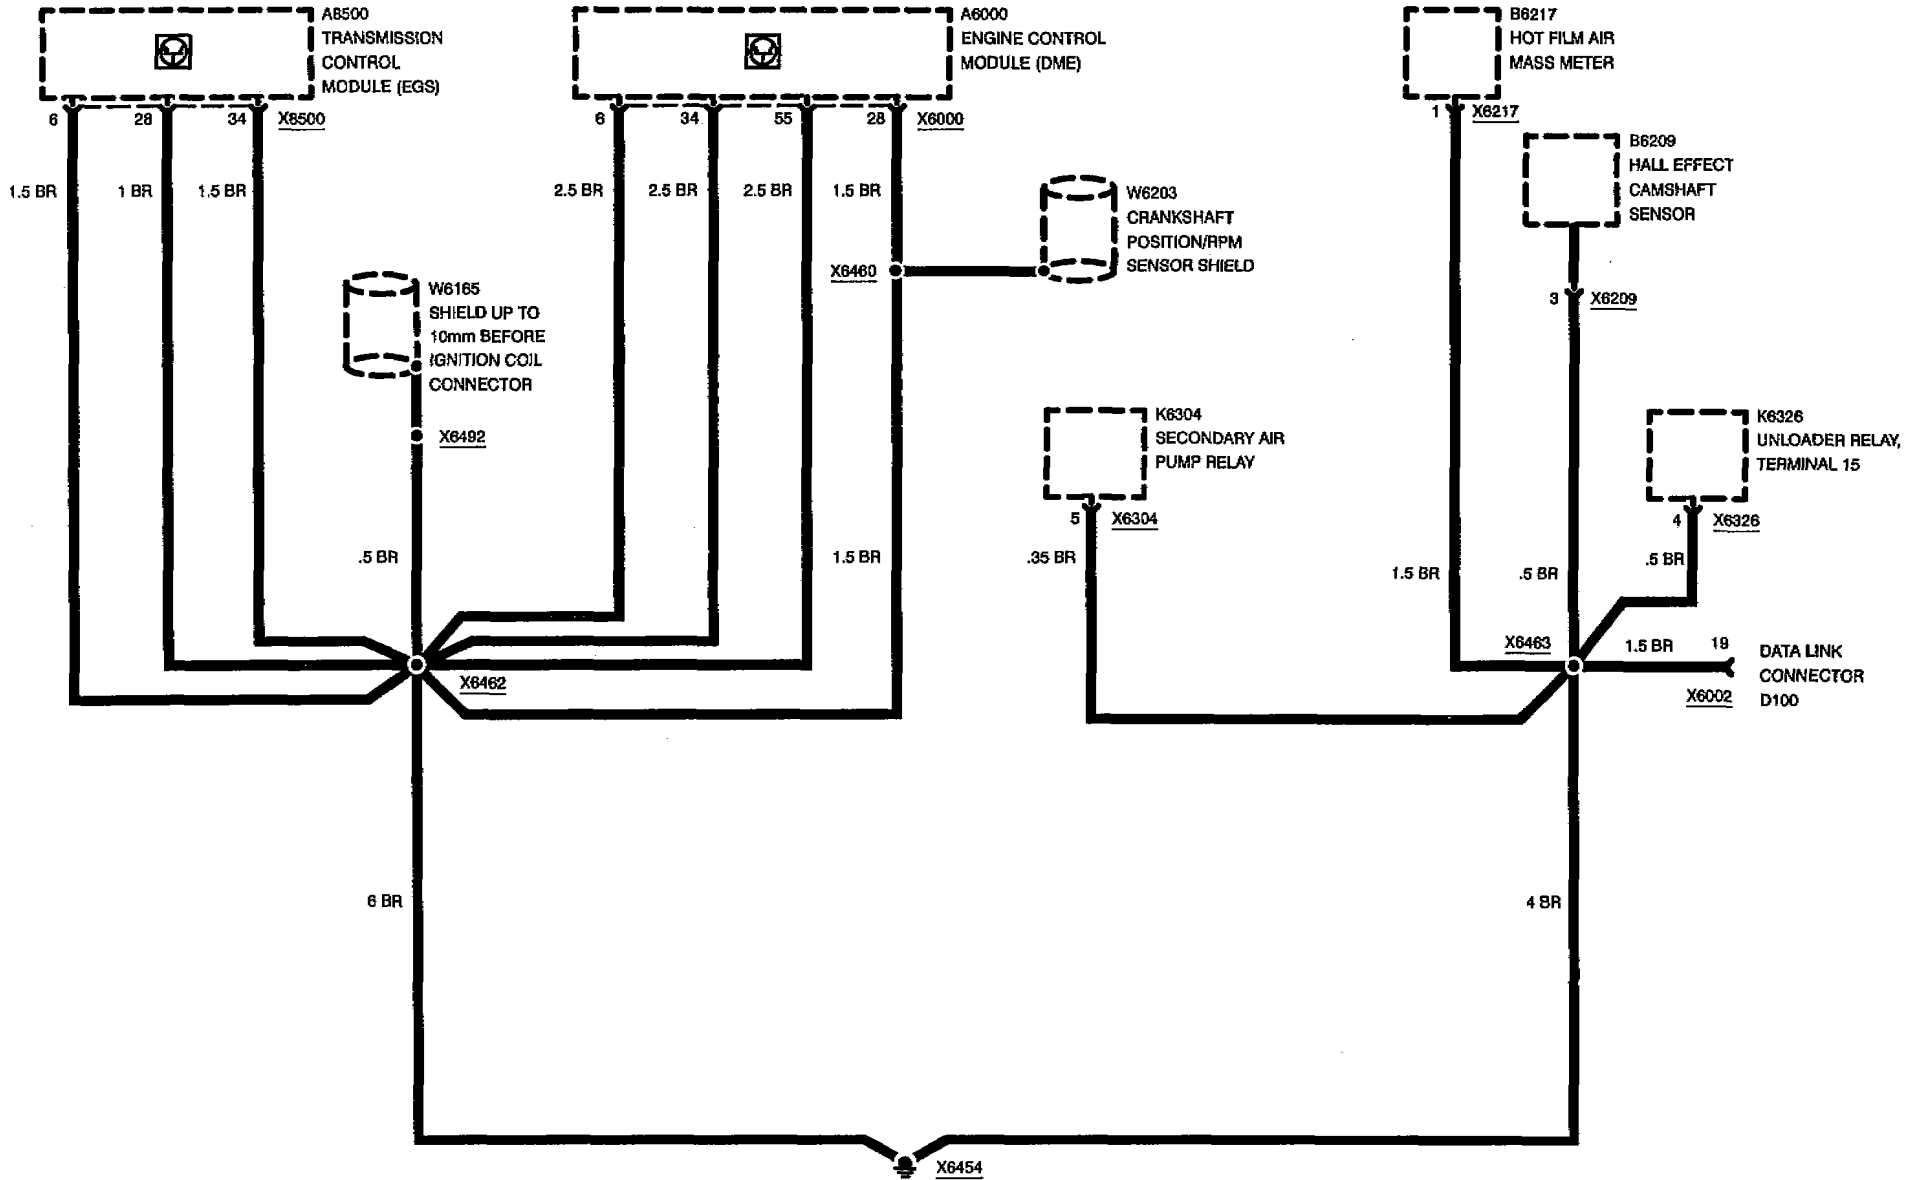 A8500
TRANSMISSION
CONTROL
MODULE (EGS)
A6000
ENGINE CONTROL
MODULE (DME)
B6217
HOT FILM AIR
MASS METER
6
28
34
X8500
6
34
55
28
X6000
1
X6217
B6209
HALL EFFECT
CAMSHAFT
SENSOR
1.5 BR
1 BR
1.5 BR
2.5 BR
2.5 BR
2.5 BR
1.5 BR
W6203
CRANKSHAFT
POSITION/RPM
SENSOR SHIELD
X6460
W6165
SHIELD UP TO
10mm BEFORE
IGNITION COIL
CONNECTOR
3
X6209
X6492
K6304
SECONDARY AIR
PUMP RELAY
K6326
UNLOADER RELAY,
TERMINAL 15
5
X6304
4
X6326
.5 BR
1.5 BR
.35 BR
1.5 BR
.5 BR
.5 BR
X6462
X6463
1.5 BR
19
X6002
DATA LINK
CONNECTOR
D100
6 BR
4 BR
X6454